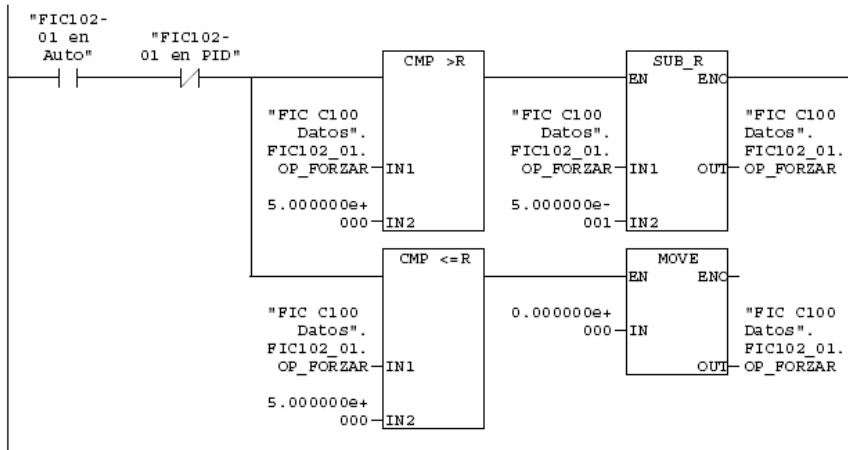 "FIC102-
01 en
Auto"
"FIC102-
01 en PID"
CMP >R
"FIC C100
Datos".
FIC102_01.
OP_FORZAR
IN1
5.000000e+
000
IN2
SUB_R
EN
ENO
"FIC C100
Datos".
FIC102_01.
OP_FORZAR
IN1
5.000000e-
001
IN2
OUT
"FIC C100
Datos".
FIC102_01.
OP_FORZAR
CMP <=R
"FIC C100
Datos".
FIC102_01.
OP_FORZAR
IN1
5.000000e+
000
IN2
MOVE
EN
ENO
0.000000e+
000
IN
OUT
"FIC C100
Datos".
FIC102_01.
OP_FORZAR